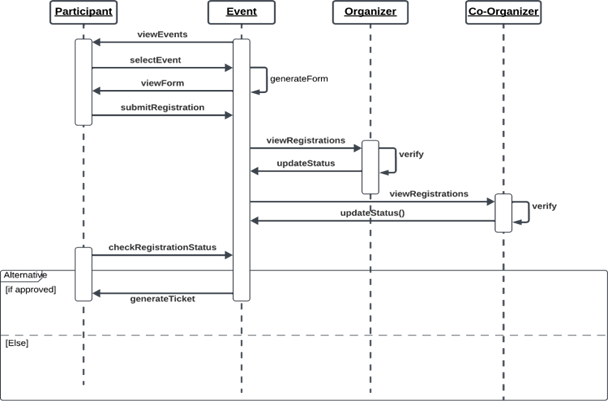 Participant
Event
Organizer
Co-Organizer
viewEvents
selectEvent
generateForm
viewForm
submitRegistration
viewRegistrations
verify
updateStatus
viewRegistrations
verify
updateStatus()
checkRegistrationStatus
Alternative
[if approved]
generateTicket
[Else]